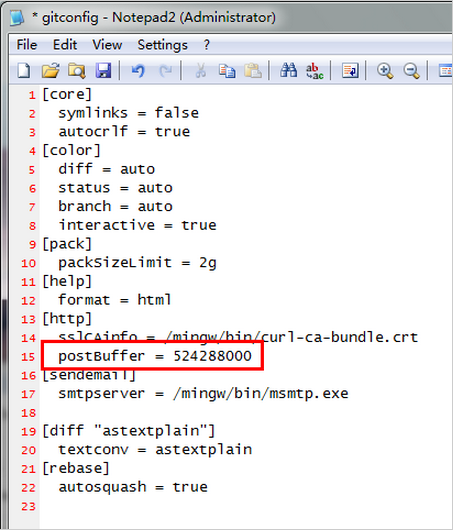 * gitconfig - Notepad2 (Administrator)
File Edit View Settings ?
1 [core]
2 symlinks = false
3 autocrlf = true
4 [color]
5 diff = auto
6 status = auto
7 branch = auto
8 interactive = true
9 [pack]
10 packSizeLimit = 2g
11 [help]
12 format = html
13 [http]
14 sslCAinfo = /mingw/bin/curl-ca-bundle.crt
15 postBuffer = 524288000
16 [sendemail]
17 smtpserver = /mingw/bin/msmtp.exe
18
19 [diff "astextplain"]
20 textconv = astextplain
21 [rebase]
22 autosquash = true
23